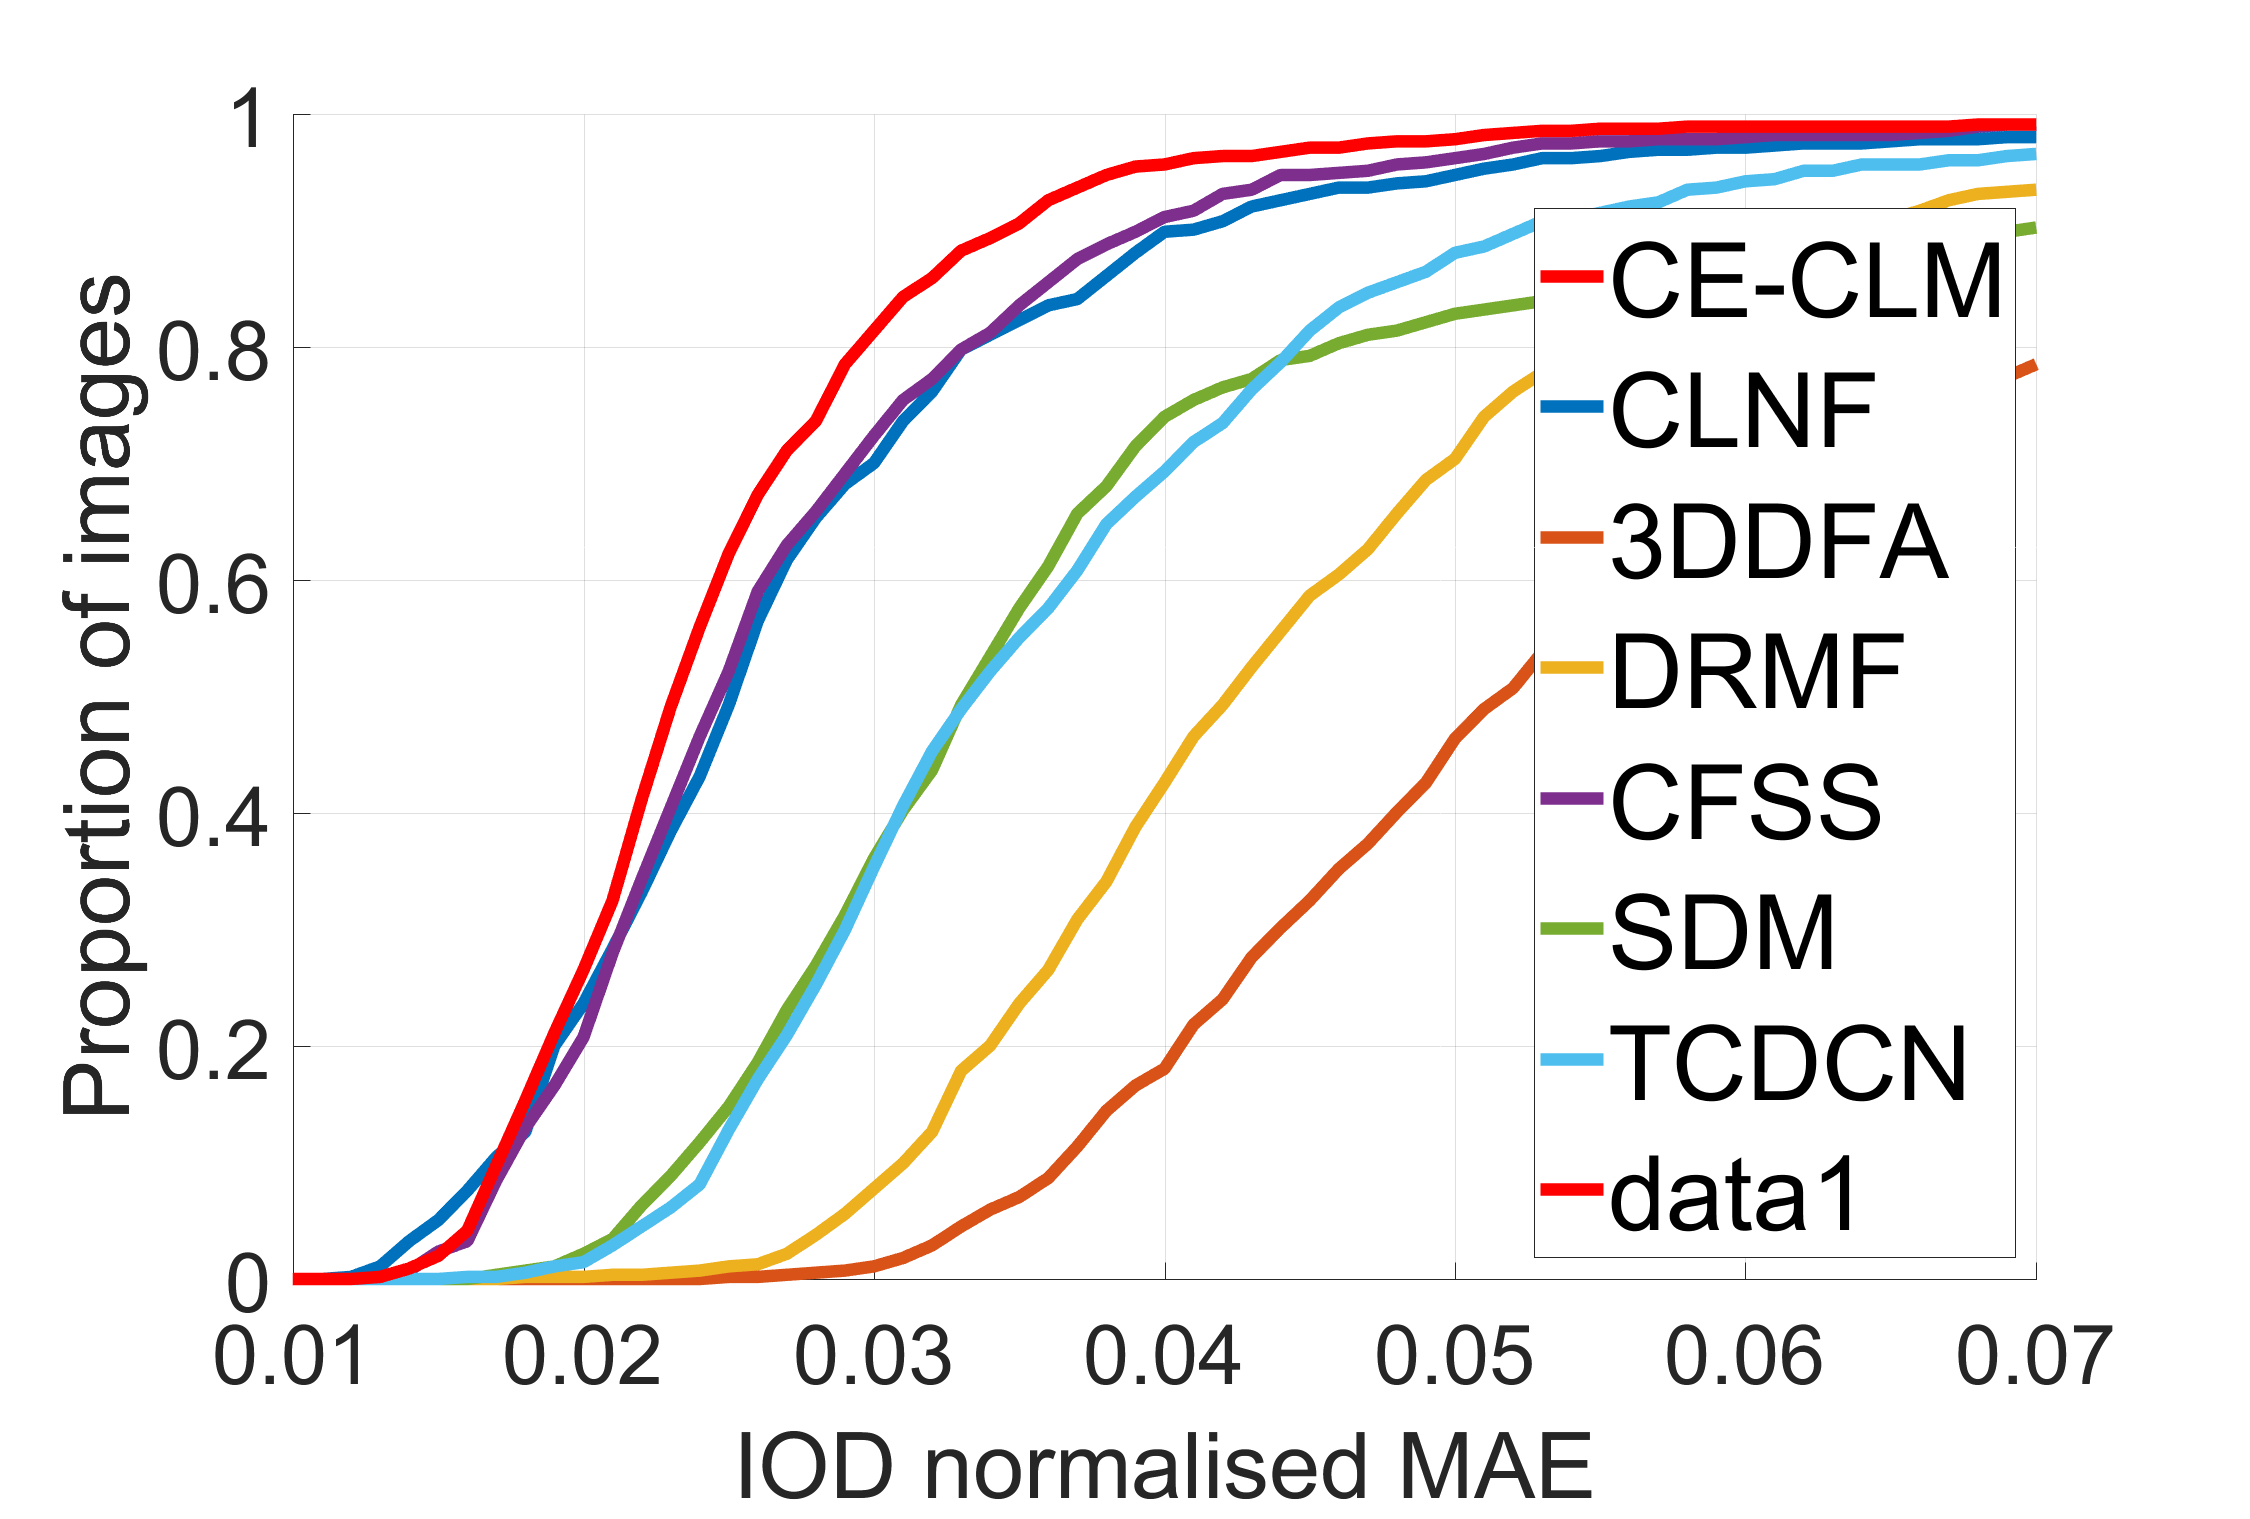 Proportion of images
1
0.8
0.6
0.4
0.2
0
0.01 0.02 0.03 0.04 0.05 0.06 0.07
IOD normalised MAE
CE-CLM
CLNF
3DDFA
DRMF
CFSS
SDM
TCDCN
data1